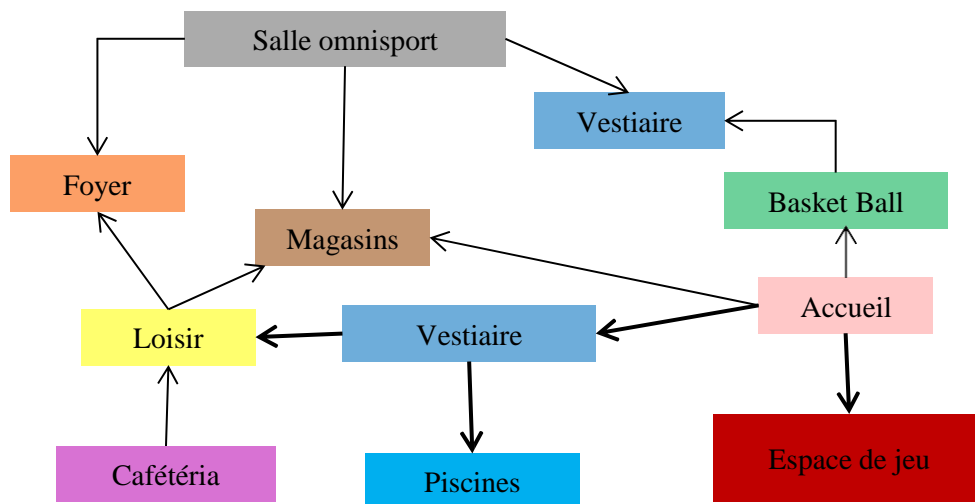 Salle omnisport
Vestiaire
Foyer
Basket Ball
Magasins
Accueil
Loisir
Vestiaire
Cafétéria
Piscines
Espace de jeu